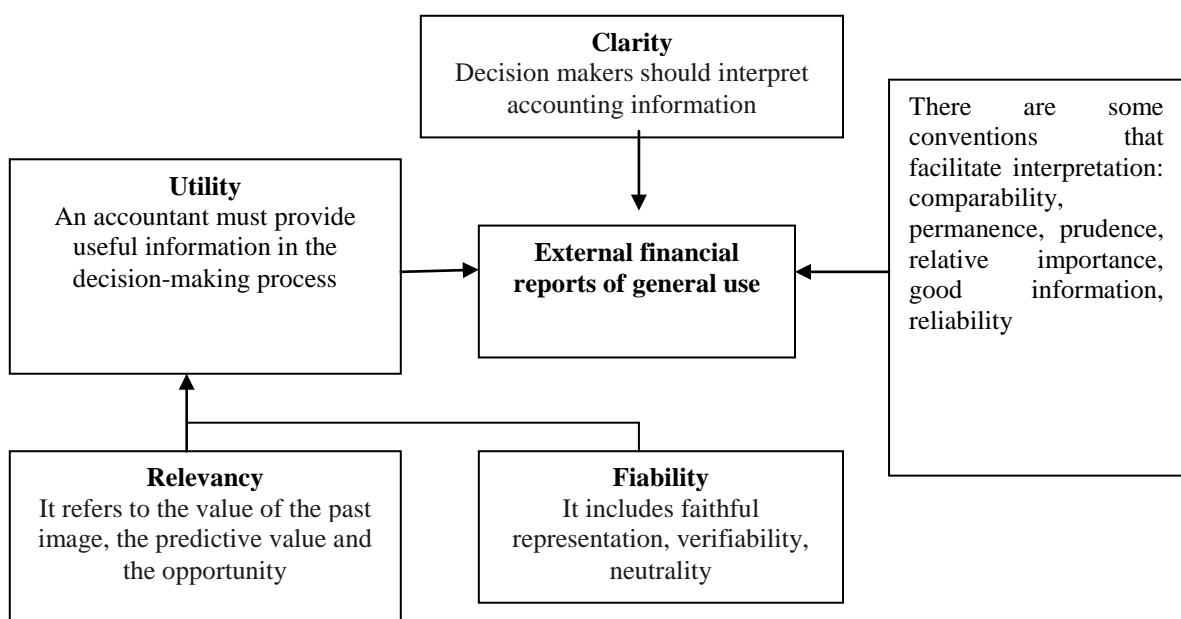 Clarity
Decision makers should interpret
accounting information
There are some
conventions that
facilitate interpretation:
comparability,
permanence, prudence,
relative importance,
good information,
reliability
Utility
An accountant must provide
useful information in the
decision-making process
External financial
reports of general use
Relevancy
It refers to the value of the past
image, the predictive value and
the opportunity
Fiability
It includes faithful
representation, verifiability,
neutrality